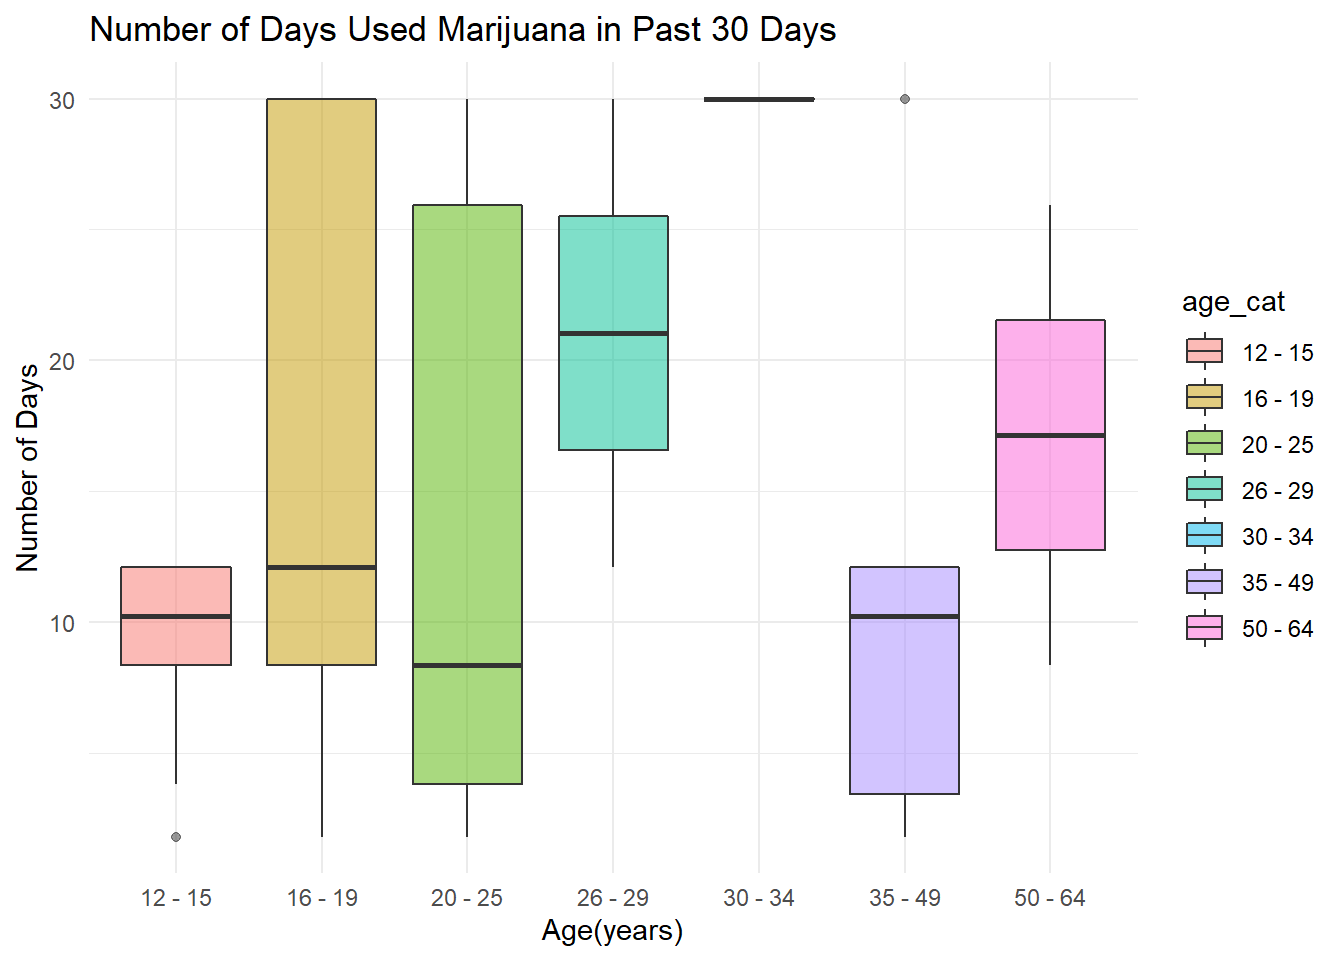 Number of Days Used Marijuana in Past 30 Days
30
20
10
Number of Days
12 - 15
16 - 19
20 - 25
26 - 29
30 - 34
35 - 49
50 - 64
Age(years)
age_cat
12 - 15
16 - 19
20 - 25
26 - 29
30 - 34
35 - 49
50 - 64